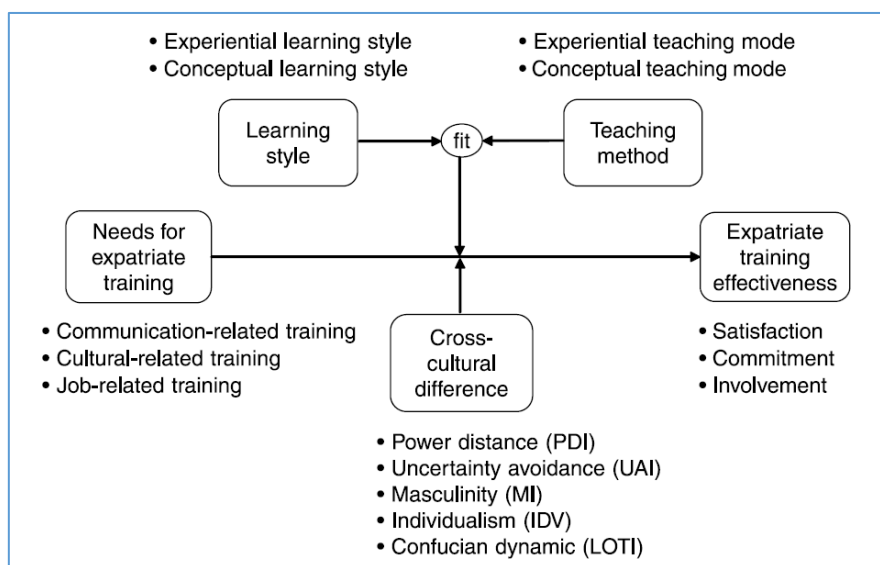 • Experiential learning style
• Conceptual learning style
• Experiential teaching mode
• Conceptual teaching mode
Learning
style
fit
Teaching
method
Needs for
expatriate
training
Expatriate
training
effectiveness
• Communication-related training
• Cultural-related training
• Job-related training
Cross-
cultural
difference
• Satisfaction
• Commitment
• Involvement
• Power distance (PDI)
• Uncertainty avoidance (UAI)
• Masculinity (MI)
• Individualism (IDV)
• Confucian dynamic (LOTI)